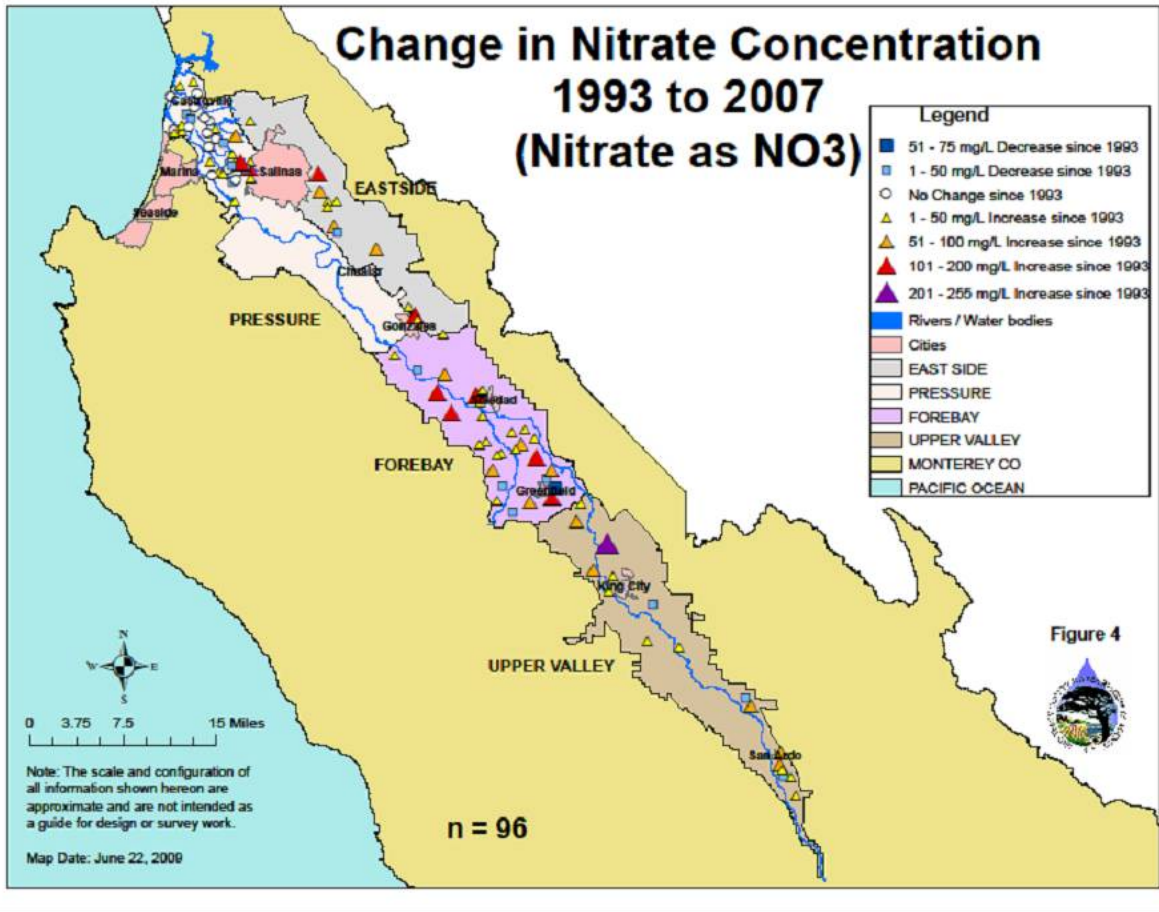 Change in Nitrate Concentration
1993 to 2007
(Nitrate as NO3)
Legend
51 - 75 mg/L Decrease since 1993
1 - 50 mg/L Decrease since 1993
No Change since 1993
1 - 50 mg/L Increase since 1993
51 - 100 mg/L Increase since 1993
101 - 200 mg/L Increase since 1993
201 - 255 mg/L Increase since 1993
Rivers / Water bodies
Cities
EAST SIDE
PRESSURE
FOREBAY
UPPER VALLEY
MONTEREY CO
PACIFIC OCEAN
Castroville
Marina
Salinas
Seaside
EASTSIDE
Chualar
PRESSURE
Gonzales
Soledad
FOREBAY
Greenfield
King City
UPPER VALLEY
San Ardo
Figure 4
N
W E
S
0 3.75 7.5 15 Miles
Note: The scale and configuration of
all information shown hereon are
approximate and are not intended as
a guide for design or survey work.
Map Date: June 22, 2009
n = 96